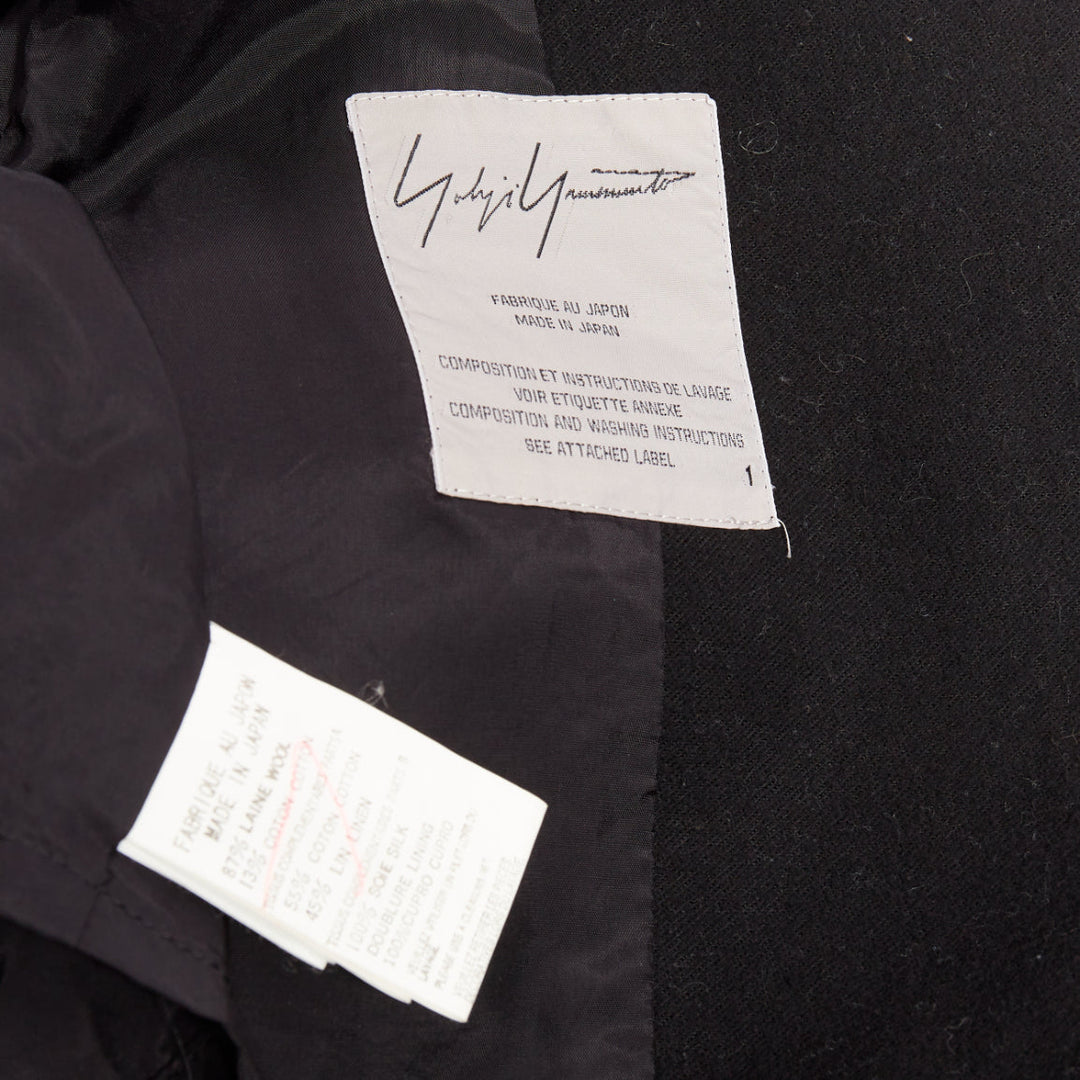 Yohji Yamamoto
FABRIQUE AU JAPON
MADE IN JAPAN
COMPOSITION ET INSTRUCTIONS DE LAVAGE
VOIR ETIQUETTE ANNEXE
COMPOSITION AND WASHING INSTRUCTIONS
SEE ATTACHED LABEL
1
FABRIQUE AU JAPON
MADE IN JAPAN
87% LAINE WOOL
13% COTTON COTTON
55% COTON COTTON
45% LIN LINEN
100% SOIE SILK
DOUBLURE LINING
100% CUPRO CUPRO